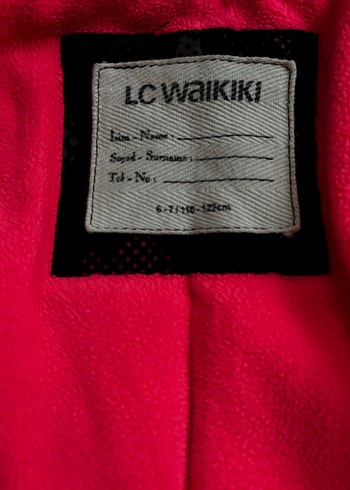 LC WAIKIKI
İsim - Name :
Soyad - Surname :
Tel - No :
6-7 / 116-122cm